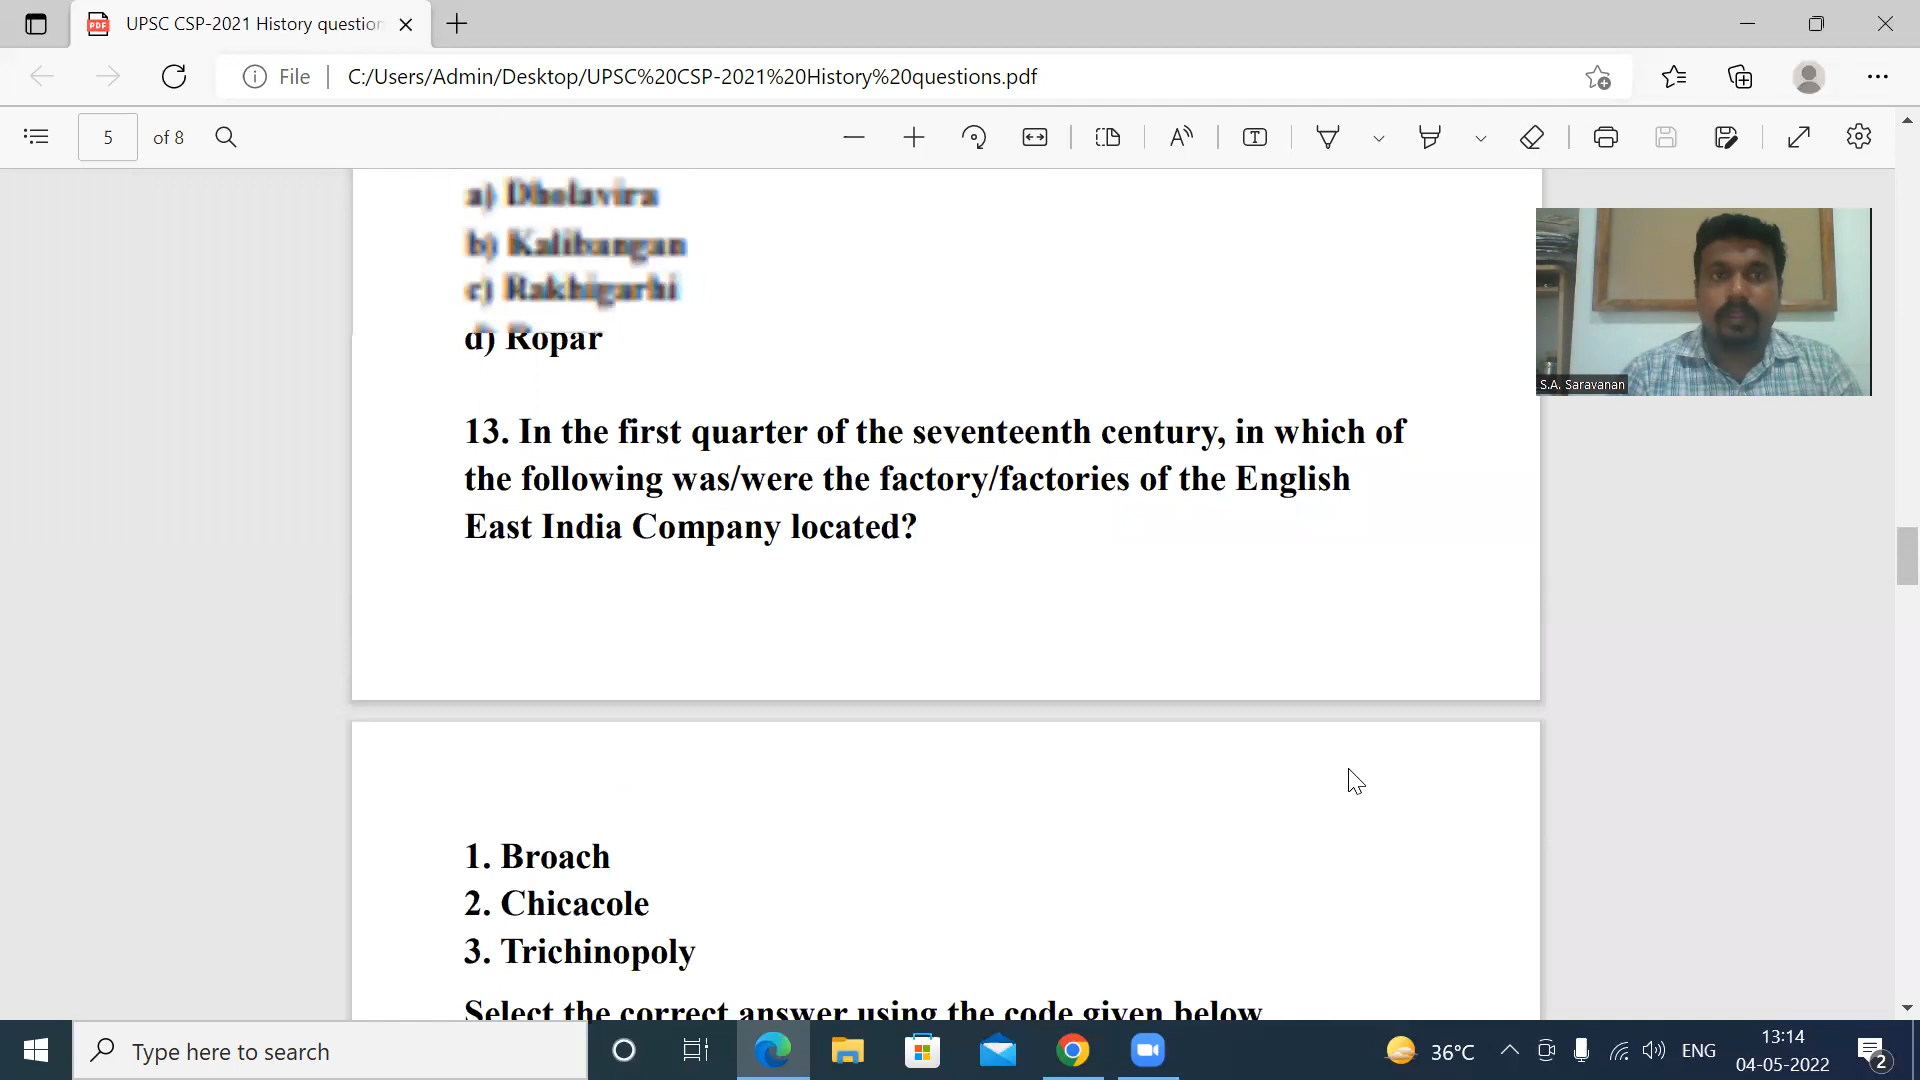 UPSC CSP-2021 History question
File
C:/Users/Admin/Desktop/UPSC%20CSP-2021%20History%20questions.pdf
5 of 8
a) Dholavira
b) Kalibangan
c) Rakhigarhi
d) Ropar
S.A. Saravanan
13. In the first quarter of the seventeenth century, in which of
the following was/were the factory/factories of the English
East India Company located?
1. Broach
2. Chicacole
3. Trichinopoly
Select the correct answer using the code given below
Type here to search
36°C
ENG
13:14
04-05-2022
2